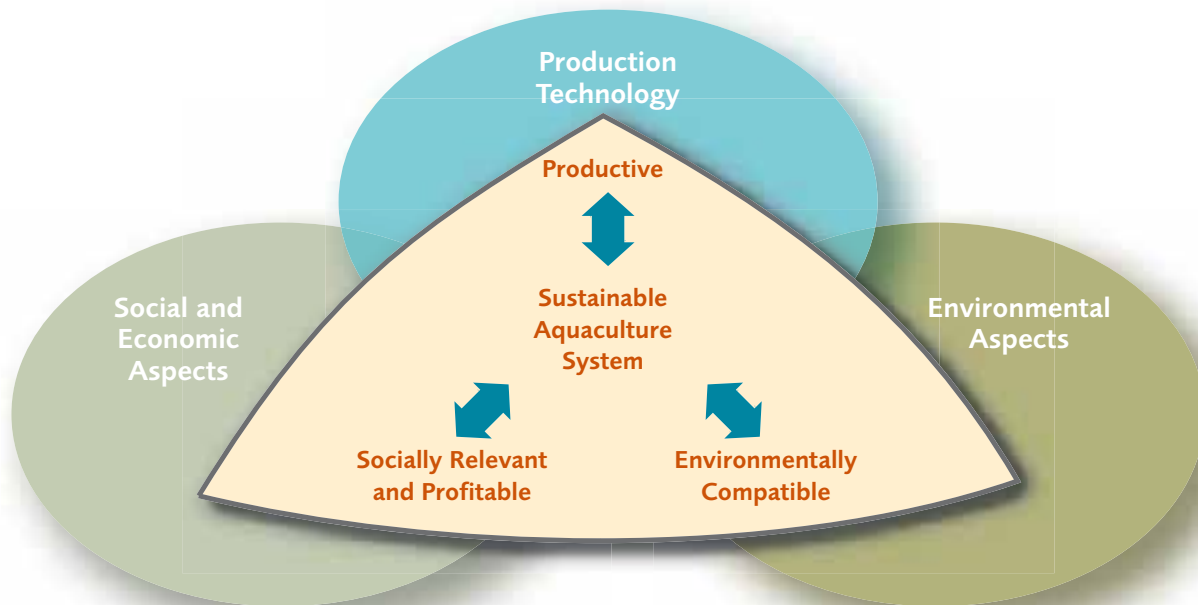 Production
Technology
Productive
Social and
Economic
Aspects
Sustainable
Aquaculture
System
Environmental
Aspects
Socially Relevant
and Profitable
Environmentally
Compatible